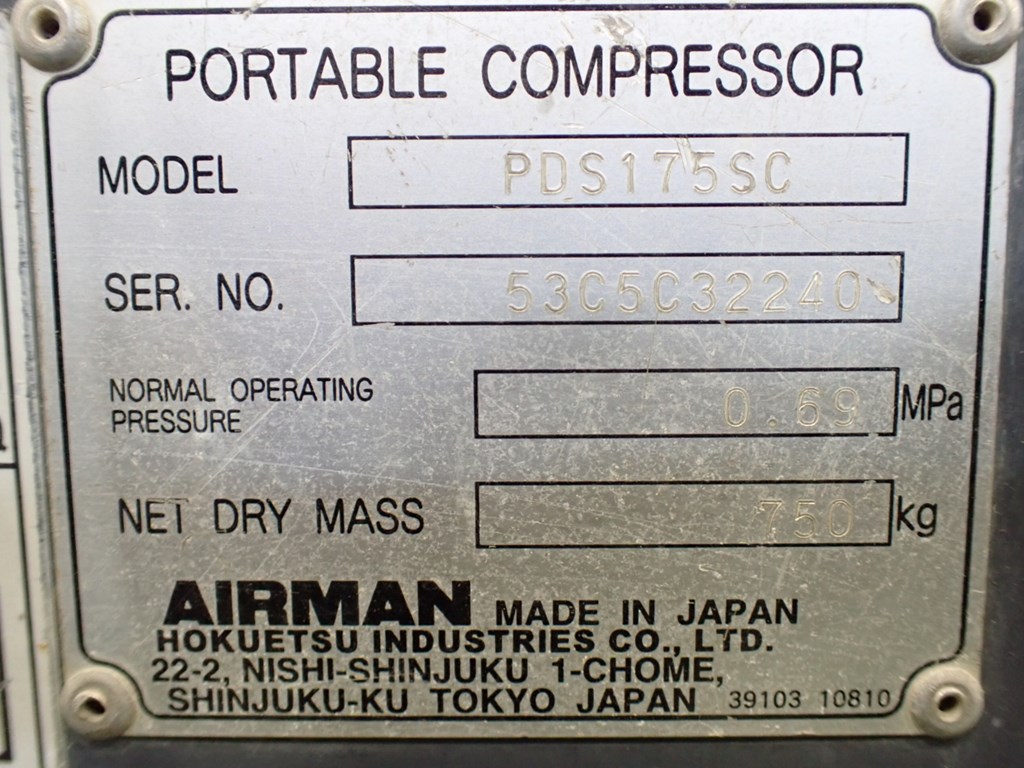 PORTABLE COMPRESSOR
MODEL PDS175SC
SER. NO. 53C5C32240
NORMAL OPERATING
PRESSURE 0.69 MPa
NET DRY MASS 750 kg
AIRMAN MADE IN JAPAN
HOKUETSU INDUSTRIES CO., LTD.
22-2, NISHI-SHINJUKU 1-CHOME,
SHINJUKU-KU TOKYO JAPAN 39103 10810